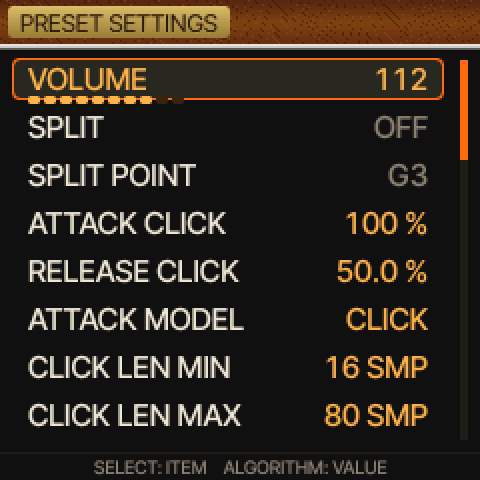 PRESET SETTINGS
VOLUME 112
SPLIT OFF
SPLIT POINT G3
ATTACK CLICK 100 %
RELEASE CLICK 50.0 %
ATTACK MODEL CLICK
CLICK LEN MIN 16 SMP
CLICK LEN MAX 80 SMP
SELECT: ITEM ALGORITHM: VALUE